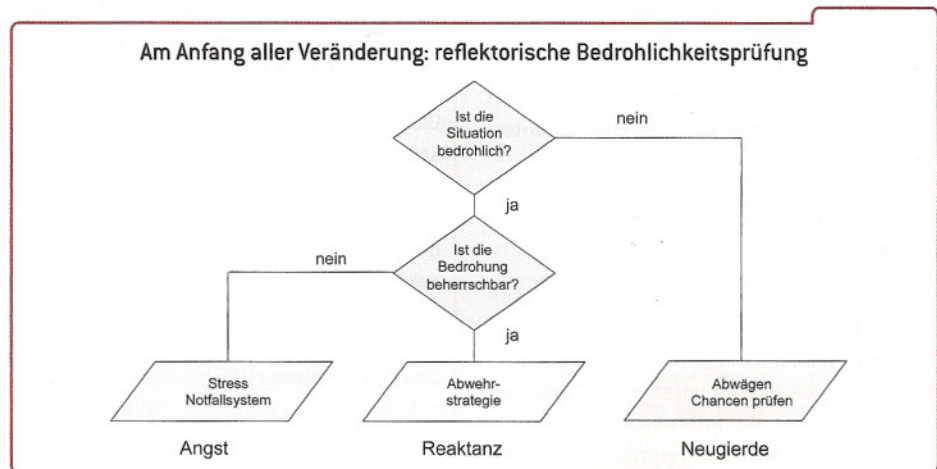 Am Anfang aller Veränderung: reflektorische Bedrohlichkeitsprüfung
Ist die
Situation
bedrohlich?
nein
ja
Ist die
Bedrohung
beherrschbar?
nein
ja
Stress
Notfallsystem
Abwehr-
strategie
Abwägen
Chancen prüfen
Angst
Reaktanz
Neugierde